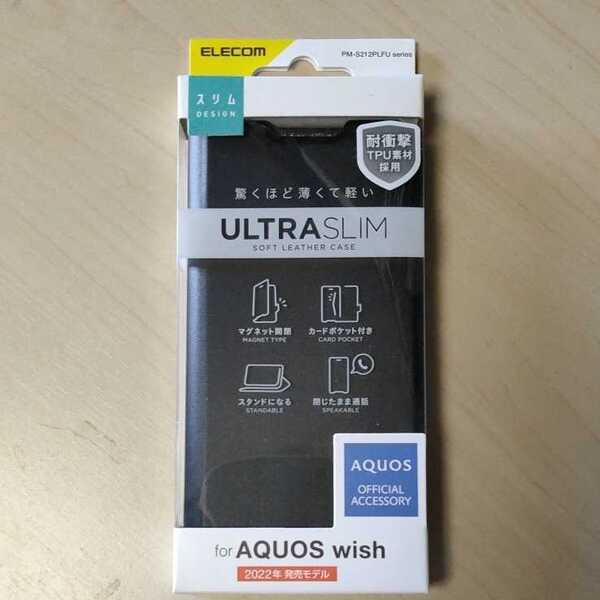 ELECOM
PM-S212PLFU series
スリム
DESIGN
耐衝撃
TPU素材
採用
驚くほど薄くて軽い
ULTRASLIM
SOFT LEATHER CASE
マグネット開閉
MAGNET TYPE
カードポケット付き
CARD POCKET
スタンドになる
STANDABLE
閉じたまま通話
SPEAKABLE
AQUOS
OFFICIAL
ACCESSORY
for AQUOS wish
2022年 発売モデル